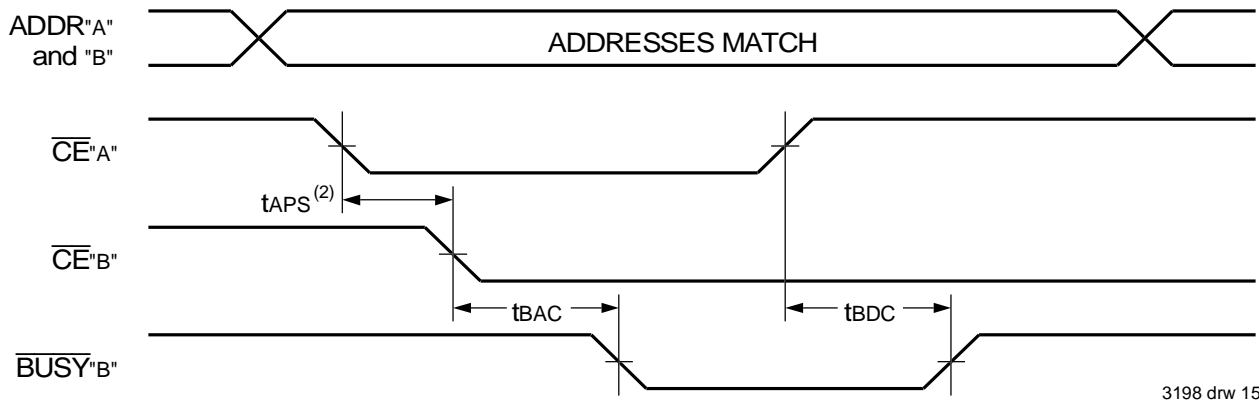 ADDR"A"
and "B"
ADDRESSES MATCH
CE"A"
tAPS (2)
CE"B"
tBAC
tBDC
BUSY"B"
3198 drw 15